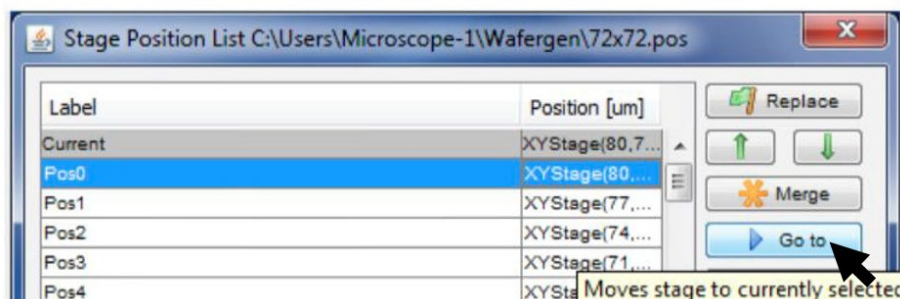 Stage Position List C:\Users\Microscope-1\Wafergen\72x72.pos
Label Position [um] Replace
Current XYStage(80,7...
Pos0 XYStage(80,...
Merge
Pos1 XYStage(77,...
Pos2 XYStage(74,... Go to
Pos3 XYStage(71,...
Pos4 XYSta Moves stage to currently selected